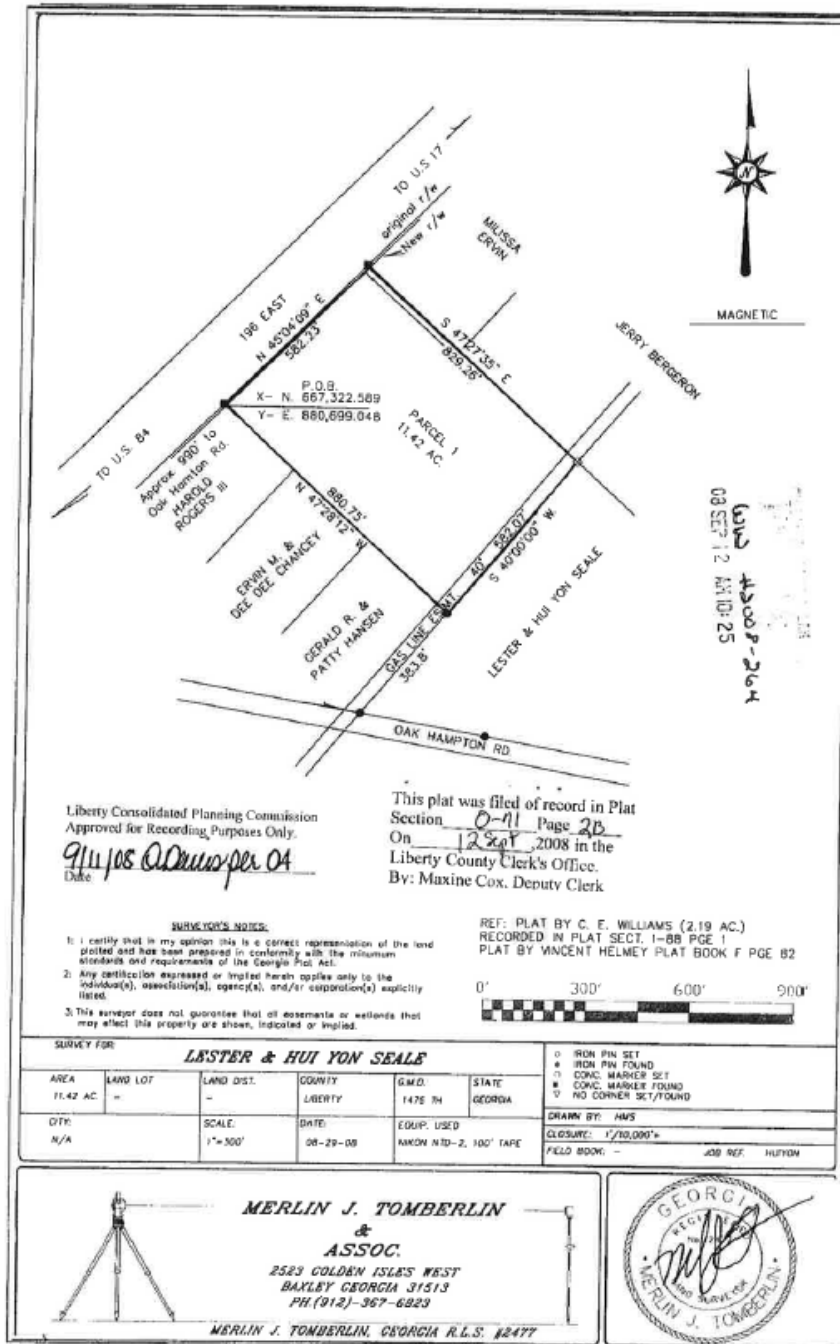 TO U.S 17
original r/w
New r/w
MILISSA
ERVIN
196 EAST
N 45°04'09" E
582.23'
MAGNETIC
S 47°27'35" E
829.26'
JERRY BERGERON
P.O.B.
X- N. 667,322.589
Y- E. 880,699.048
PARCEL 1
11.42 AC.
TO U.S. 84
Approx 990' to
Oak Hamton Rd.
HAROLD
ROGERS III
880.75'
N 47°28'12" W
ERVIN M. &
DEE DEE CHANCEY
GERALD R. &
PATTY HANSEN
40'
582.07'
S 40°00'00" W
GAS LINE ESMT
383.8'
LESTER & HUI YON SEALE
OAK HAMPTON RD
08 SEP 12 AM 10:25
#2008-264
Liberty Consolidated Planning Commission
Approved for Recording Purposes Only.
9/11/08
Date
This plat was filed of record in Plat
Section O-71 Page 2B
On 12 Sept, 2008 in the
Liberty County Clerk's Office.
By: Maxine Cox, Deputy Clerk
SURVEYOR'S NOTES:
1: I certify that in my opinion this is a correct representation of the land
platted and has been prepared in conformity with the minimum
standards and requirements of the Georgia Plat Act.
2: Any certification expressed or implied herein applies only to the
individual(s), association(s), agency(s), and/or corporation(s) explicitly
listed.
3: This surveyor does not guarantee that all easements or wetlands that
may effect this property are shown, indicated or implied.
REF: PLAT BY C. E. WILLIAMS (2.19 AC.)
RECORDED IN PLAT SECT. 1-88 PGE 1
PLAT BY VINCENT HELMEY PLAT BOOK F PGE 82
0' 300' 600' 900'
SURVEY FOR:
LESTER & HUI YON SEALE
AREA LAND LOT LAND DIST. COUNTY G.M.D. STATE
11.42 AC. - - LIBERTY 1476 TH GEORGIA
CITY: SCALE: DATE: EQUIP. USED
N/A 1"=300' 08-29-08 NIKON NTD-2, 100' TAPE
IRON PIN SET
IRON PIN FOUND
CONC. MARKER SET
CONC. MARKER FOUND
NO CORNER SET/FOUND
DRAWN BY: HMS
CLOSURE: 1'/10,000'+
FIELD BOOK: - JOB REF. HUIYON
MERLIN J. TOMBERLIN
&
ASSOC.
2523 GOLDEN ISLES WEST
BAXLEY GEORGIA 31513
PH.(912)-367-6829
MERLIN J. TOMBERLIN, GEORGIA R.L.S. #2477
GEORGIA
LAND SURVEYOR
MERLIN J. TOMBERLIN